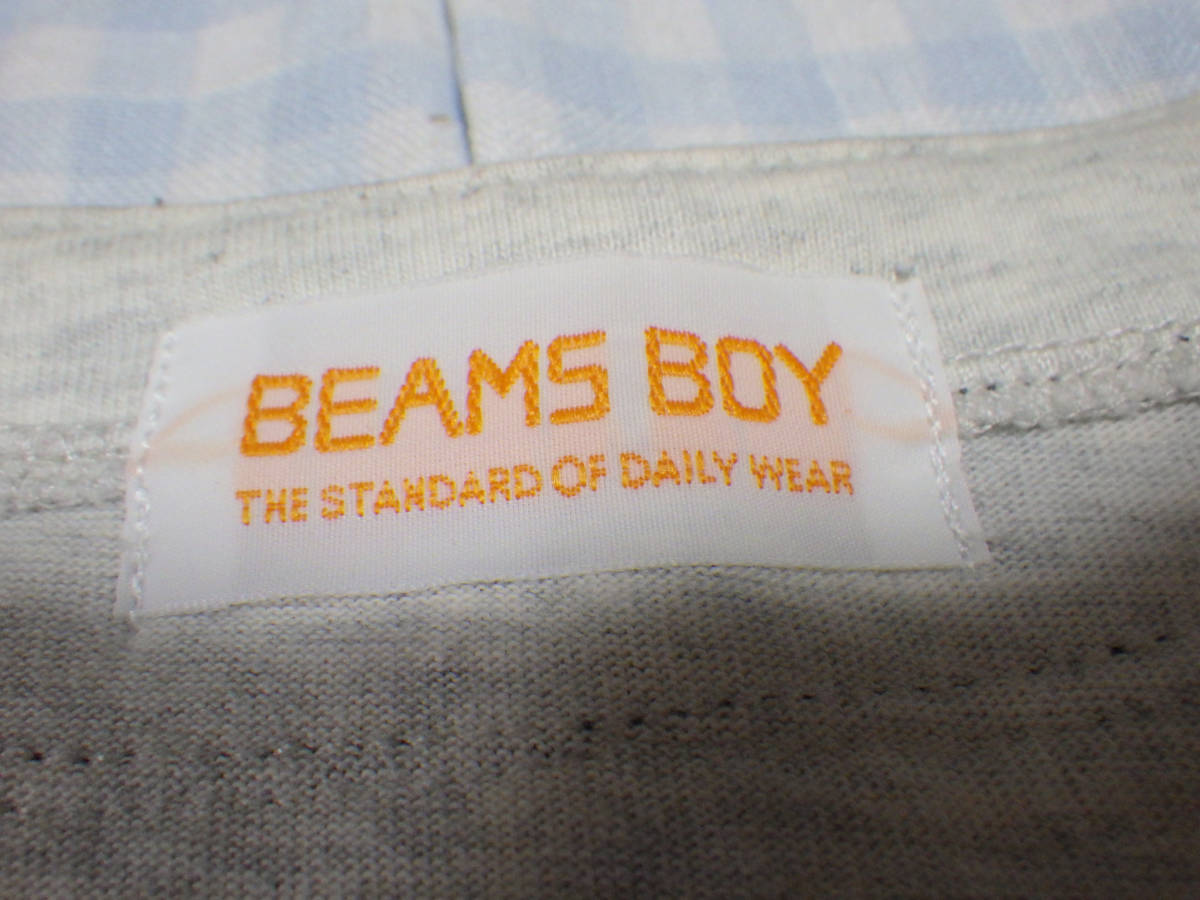 BEAMS BOY
THE STANDARD OF DAILY WEAR